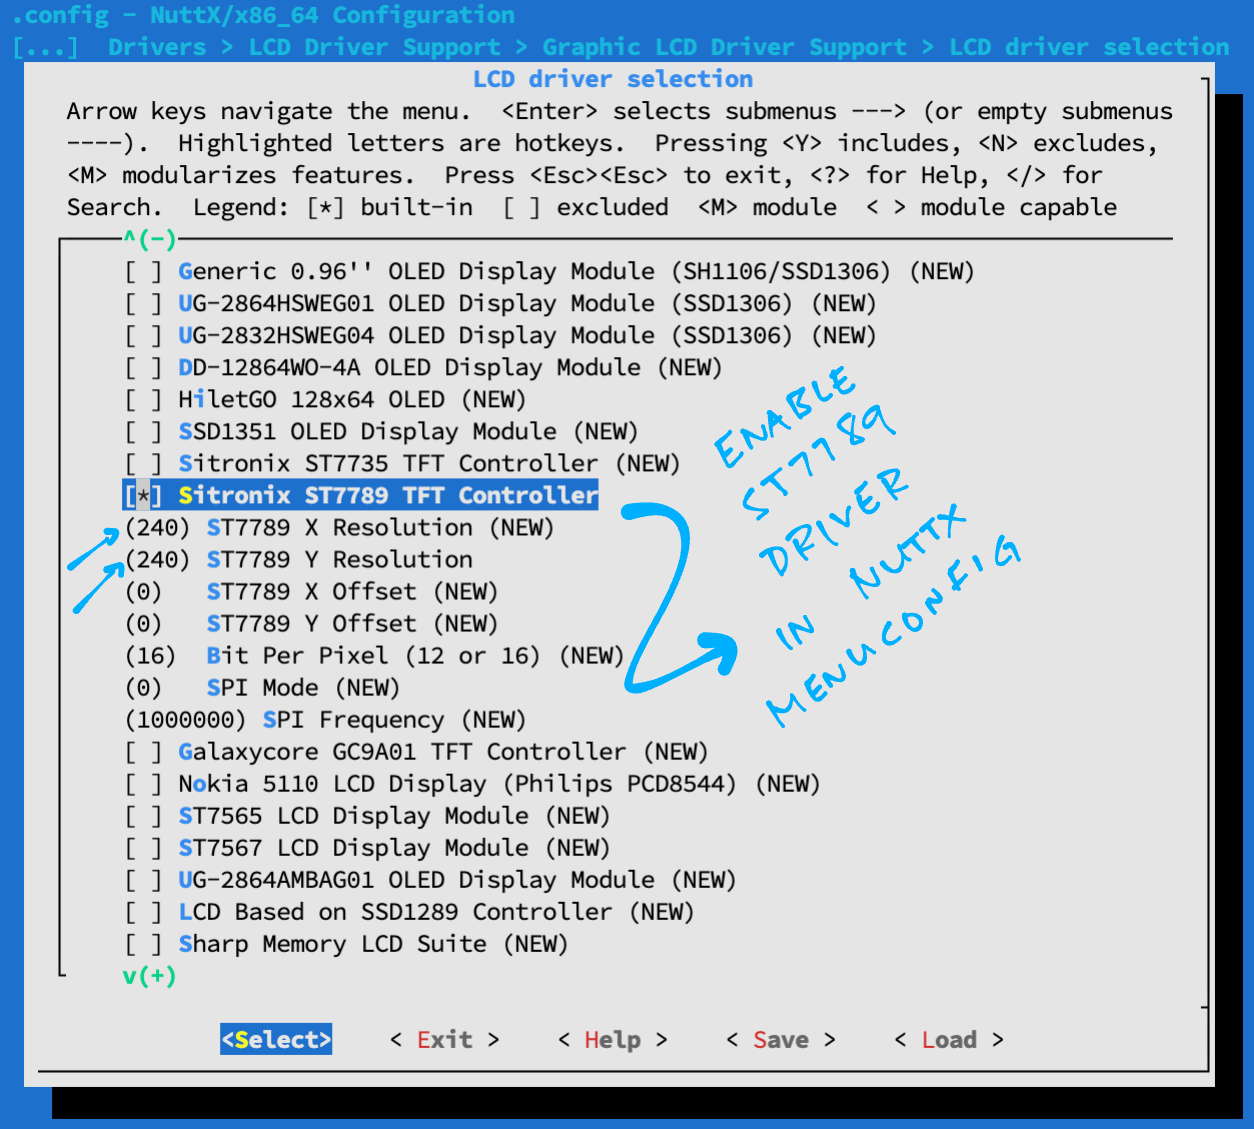 .config - NuttX/x86_64 Configuration
[...]  Drivers > LCD Driver Support > Graphic LCD Driver Support > LCD driver selection
LCD driver selection
Arrow keys navigate the menu.  <Enter> selects submenus ---> (or empty submenus
----).  Highlighted letters are hotkeys.  Pressing <Y> includes, <N> excludes,
<M> modularizes features.  Press <Esc><Esc> to exit, <?> for Help, </> for
Search.  Legend: [*] built-in  [ ] excluded  <M> module  < > module capable
^(-)
[ ] Generic 0.96'' OLED Display Module (SH1106/SSD1306) (NEW)
[ ] UG-2864HSWEG01 OLED Display Module (SSD1306) (NEW)
[ ] UG-2832HSWEG04 OLED Display Module (SSD1306) (NEW)
[ ] DD-12864WO-4A OLED Display Module (NEW)
[ ] HiletGO 128x64 OLED (NEW)
[ ] SSD1351 OLED Display Module (NEW)
[ ] Sitronix ST7735 TFT Controller (NEW)
[*] Sitronix ST7789 TFT Controller
(240) ST7789 X Resolution (NEW)
(240) ST7789 Y Resolution
(0)   ST7789 X Offset (NEW)
(0)   ST7789 Y Offset (NEW)
(16)  Bit Per Pixel (12 or 16) (NEW)
(0)   SPI Mode (NEW)
(1000000) SPI Frequency (NEW)
[ ] Galaxycore GC9A01 TFT Controller (NEW)
[ ] Nokia 5110 LCD Display (Philips PCD8544) (NEW)
[ ] ST7565 LCD Display Module (NEW)
[ ] ST7567 LCD Display Module (NEW)
[ ] UG-2864AMBAG01 OLED Display Module (NEW)
[ ] LCD Based on SSD1289 Controller (NEW)
[ ] Sharp Memory LCD Suite (NEW)
v(+)
ENABLE
ST7789
DRIVER
IN NUTTX
MENUCONFIG
<Select>    < Exit >    < Help >    < Save >    < Load >